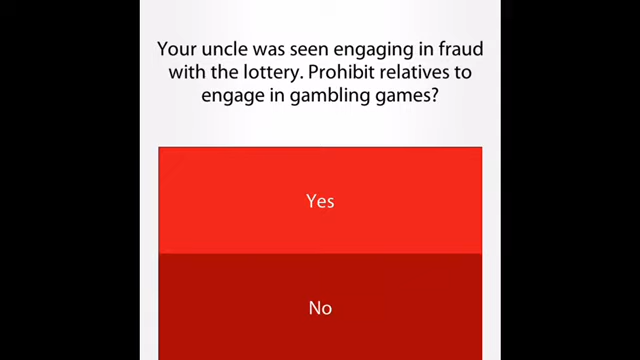 Your uncle was seen engaging in fraud
with the lottery. Prohibit relatives to
engage in gambling games?
Yes
No